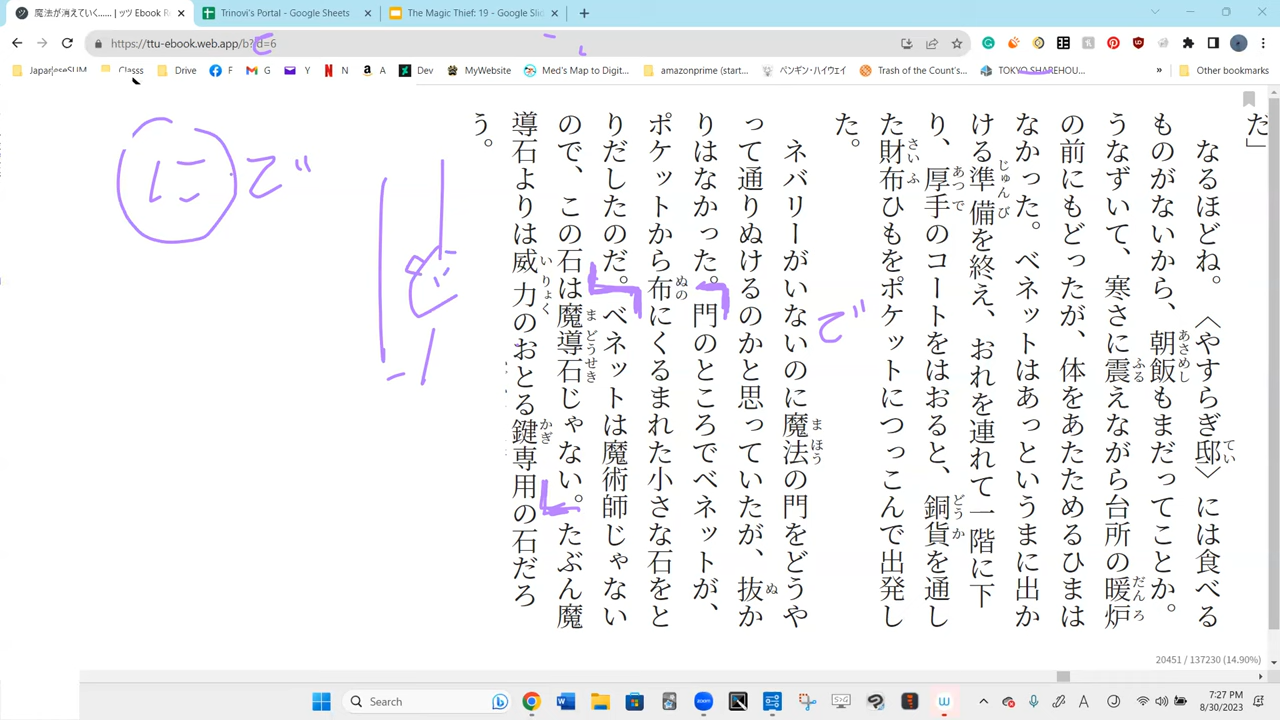 魔法が消えていく...... | ッツ Ebook R
Trinovi's Portal - Google Sheets
The Magic Thief: 19 - Google Slid
https://ttu-ebook.web.app/b?id=6
JapaneseSUM
Classs
Drive
F
G
Y
N
A
Dev
MyWebsite
Med's Map to Digit...
amazonprime (start...
ペンギン・ハイウェイ
Trash of the Count's...
TOKYO SHAREHOU...
»
Other bookmarks
だ」
なるほどね。〈やすらぎ邸〉には食べる
ものがないから、朝飯もまだってことか。
うなずいて、寒さに震えながら台所の暖炉
の前にもどったが、体をあたためるひまは
なかった。ベネットはあっというまに出か
ける準備を終え、おれを連れて一階に下
り、厚手のコートをはおると、銅貨を通し
た財布ひもをポケットにつっこんで出発し
た。
ネバリーがいないのに魔法の門をどうや
って通りぬけるのかと思っていたが、抜か
りはなかった。門のところでベネットが、
ポケットから布にくるまれた小さな石をと
りだしたのだ。ベネットは魔術師じゃない
ので、この石は魔導石じゃない。たぶん魔
導石よりは威力のおとる鍵専用の石だろ
う。
に
で
で
20451 / 137230 (14.90%)
Search
7:27 PM
8/30/2023